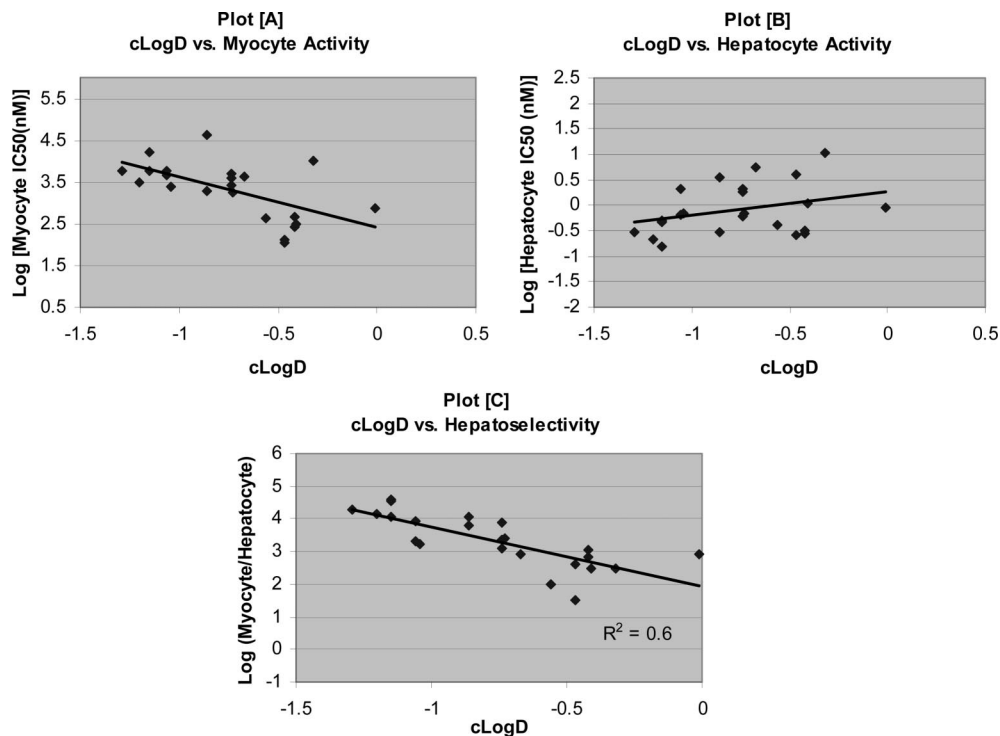 Plot [A]
cLogD vs. Myocyte Activity
Log [Myocyte IC50(nM)]
5.5
4.5
3.5
2.5
1.5
0.5
-1.5
-1
-0.5
0
0.5
cLogD
Plot [B]
cLogD vs. Hepatocyte Activity
Log [Hepatocyte IC50 (nM)]
2.5
2
1.5
1
0.5
0
-0.5
-1
-1.5
-2
-1.5
-1
-0.5
0
0.5
cLogD
Plot [C]
cLogD vs. Hepatoselectivity
Log (Myocyte/Hepatocyte)
6
5
4
3
2
1
0
-1
R² = 0.6
-1.5
-1
-0.5
0
cLogD